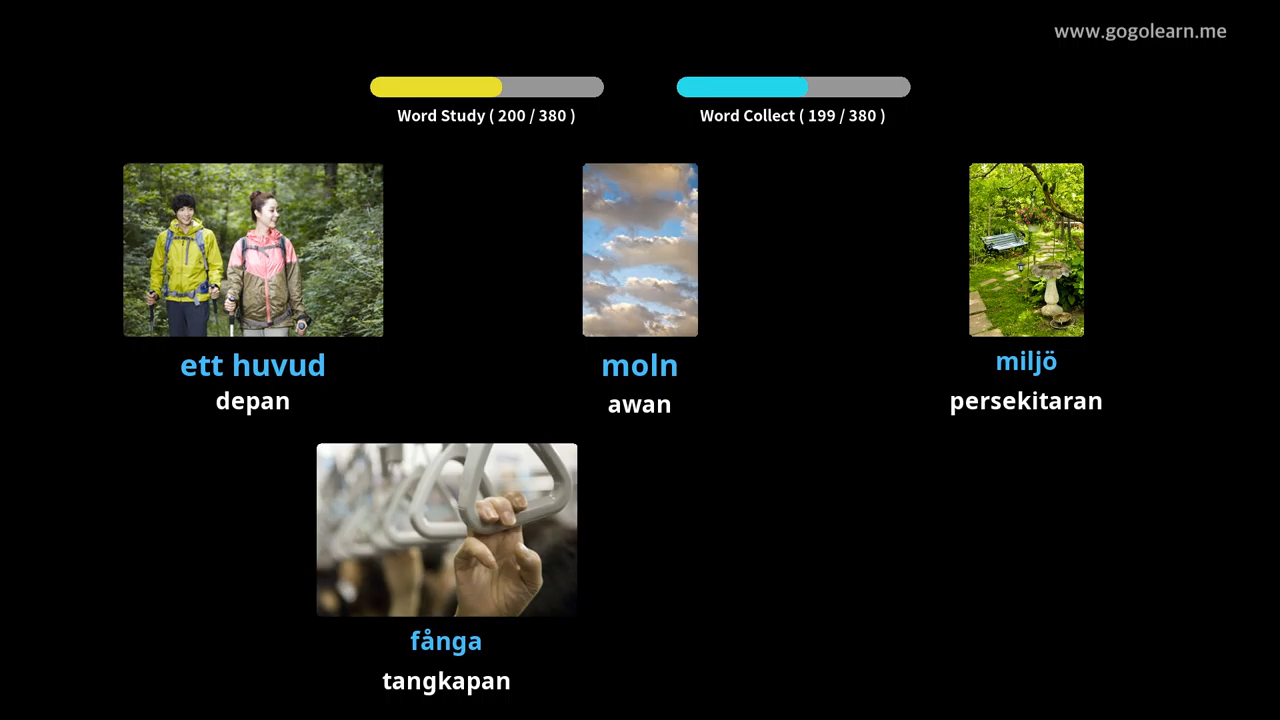 www.gogolearn.me
Word Study ( 200 / 380 )
Word Collect ( 199 / 380 )
ett huvud
depan
moln
awan
miljö
persekitaran
fånga
tangkapan